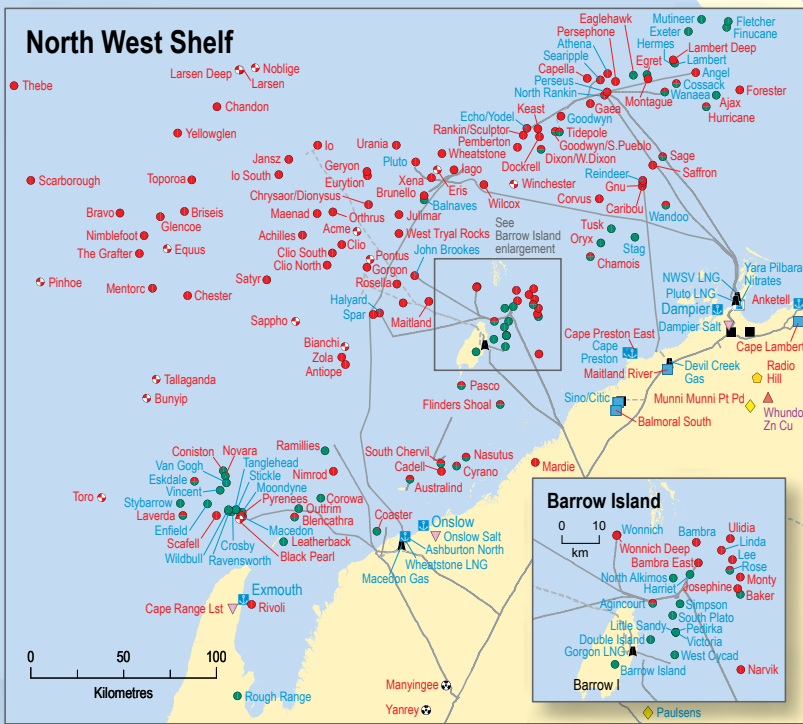 North West Shelf
Thebe
Larsen Deep
Noblige
Larsen
Chandon
Yellowglen
Eaglehawk
Persephone
Athena
Searipple
Capella
Perseus
North Rankin
Mutineer
Exeter
Hermes
Egret
Fletcher
Finucane
Lambert Deep
Lambert
Angel
Cossack
Wanaea
Montague
Forester
Ajax
Hurricane
Gaea
Keast
Echo/Yodel
Rankin/Sculptor
Pemberton
Goodwyn
Tidepole
Goodwyn/S.Pueblo
Dixon/W.Dixon
Dockrell
Scarborough
Toporoa
Jansz
Io
Io South
Urania
Pluto
Geryon
Eurytion
Chrysaor/Dionysus
Wheatstone
Iago
Xena
Eris
Brunello
Balnaves
Winchester
Wilcox
Reindeer
Gnu
Corvus
Caribou
Sage
Saffron
Wandoo
Bravo
Briseis
Glencoe
Nimblefoot
The Grafter
Equus
Maenad
Orthrus
Julimar
Acme
Achilles
Clio
West Tryal Rocks
Clio South
Clio North
Pontus
Gorgon
John Brookes
Rosella
See
Barrow Island
enlargement
Tusk
Oryx
Stag
Chamois
Pinhoe
Mentorc
Chester
Satyr
Halyard
Spar
Maitland
Sappho
Bianchi
Zola
Antiope
NWSV LNG
Pluto LNG
Yara Pilbara
Nitrates
Dampier
Dampier Salt
Anketell
Cape Lambert
Cape Preston East
Cape
Preston
Maitland River
Devil Creek
Gas
Radio
Hill
Munni Munni Pt Pd
Whundo
Zn Cu
Sino/Citic
Balmoral South
Tallaganda
Bunyip
Pasco
Flinders Shoal
Ramillies
Coniston
Novara
Van Gogh
Tanglehead
Eskdale
Stickle
Vincent
Moondyne
Nimrod
Stybarrow
Pyrenees
Corowa
Toro
Laverda
Outtrim
Enfield
Blencathra
Scafell
Macedon
Wildbull
Crosby
Black Pearl
Ravensworth
Leatherback
South Chervil
Cadell
Nasutus
Cyrano
Australind
Mardie
Coaster
Onslow
Onslow Salt
Ashburton North
Wheatstone LNG
Macedon Gas
Exmouth
Cape Range Lst
Rivoli
0 50 100
Kilometres
Rough Range
Manyingee
Yanrey
Paulsens
Barrow Island
0 10
km
Wonnich
Wonnich Deep
Bambra
Bambra East
Ulidia
Linda
Lee
Rose
North Alkimos
Harriet
Josephine
Monty
Baker
Agincourt
Simpson
South Plato
Little Sandy
Pedirka
Double Island
Victoria
Gorgon LNG
West Cycad
Barrow Island
Narvik
Barrow I